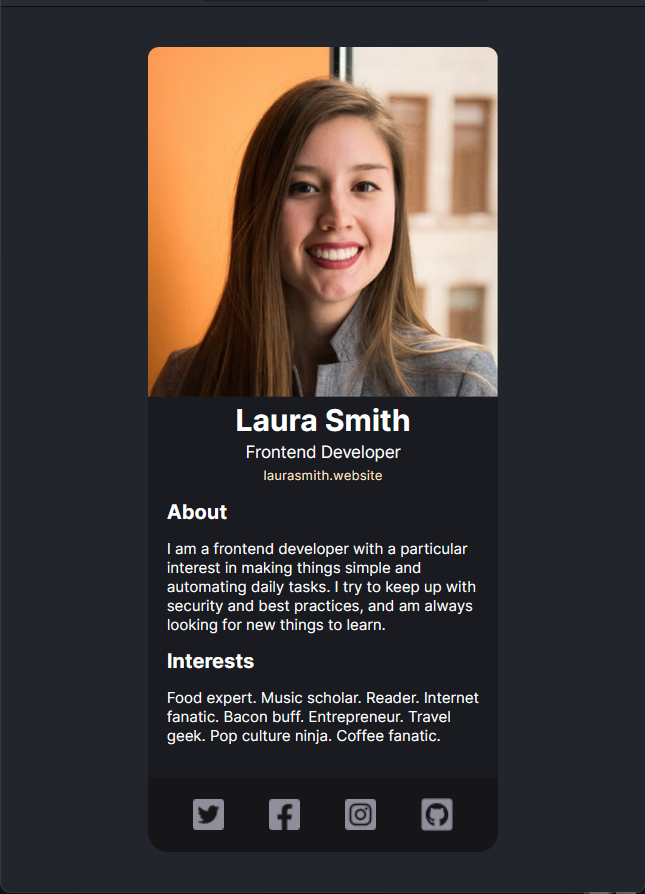 Laura Smith
Frontend Developer
laurasmith.website
About
I am a frontend developer with a particular
interest in making things simple and
automating daily tasks. I try to keep up with
security and best practices, and am always
looking for new things to learn.
Interests
Food expert. Music scholar. Reader. Internet
fanatic. Bacon buff. Entrepreneur. Travel
geek. Pop culture ninja. Coffee fanatic.